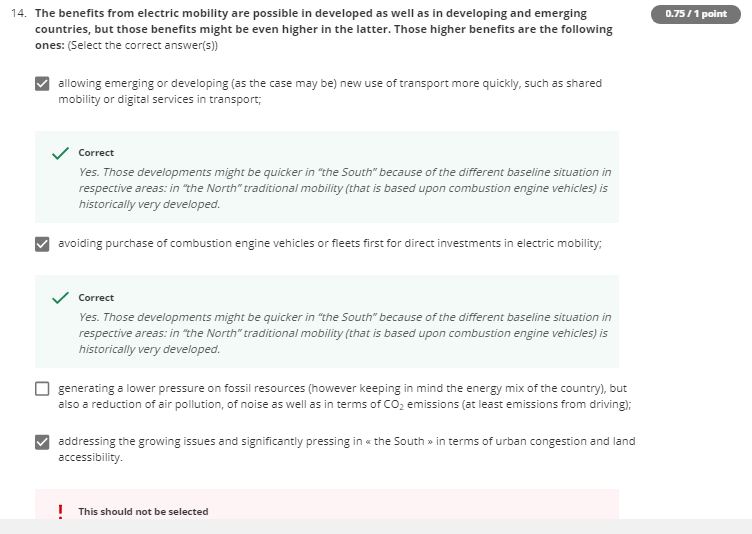 14. The benefits from electric mobility are possible in developed as well as in developing and emerging
0.75 / 1 point
countries, but those benefits might be even higher in the latter. Those higher benefits are the following
ones: (Select the correct answer(s))
allowing emerging or developing (as the case may be) new use of transport more quickly, such as shared
mobility or digital services in transport;
Correct
Yes. Those developments might be quicker in "the South" because of the different baseline situation in
respective areas: in "the North" traditional mobility (that is based upon combustion engine vehicles) is
historically very developed.
avoiding purchase of combustion engine vehicles or fleets first for direct investments in electric mobility;
Correct
Yes. Those developments might be quicker in "the South" because of the different baseline situation in
respective areas: in "the North" traditional mobility (that is based upon combustion engine vehicles) is
historically very developed.
generating a lower pressure on fossil resources (however keeping in mind the energy mix of the country), but
also a reduction of air pollution, of noise as well as in terms of CO₂ emissions (at least emissions from driving);
addressing the growing issues and significantly pressing in « the South » in terms of urban congestion and land
accessibility.
! This should not be selected